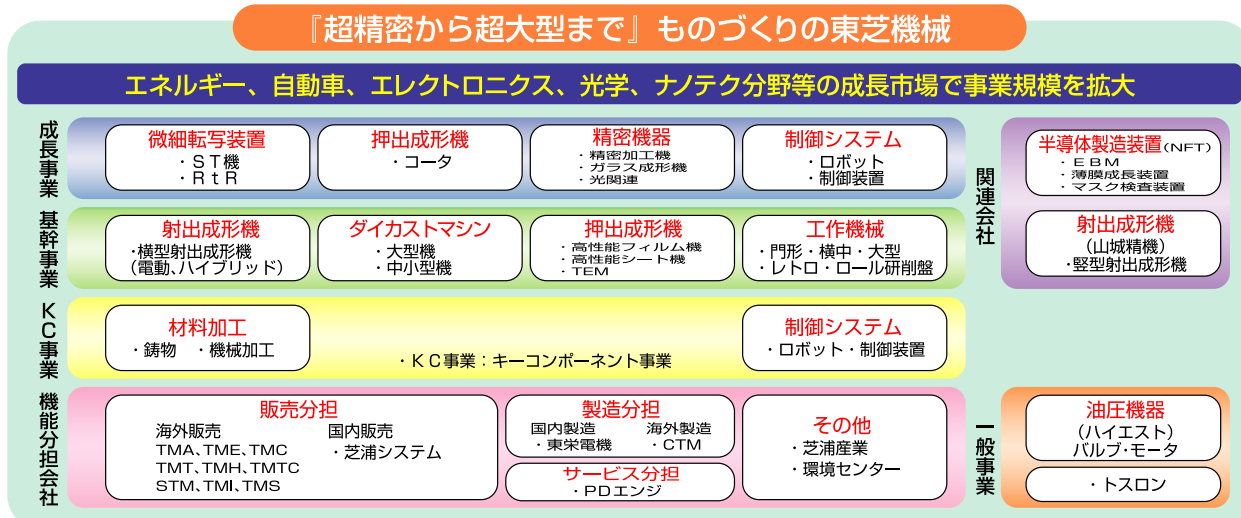 『超精密から超大型まで』ものづくりの東芝機械
エネルギー、自動車、エレクトロニクス、光学、ナノテク分野等の成長市場で事業規模を拡大
成長事業
微細転写装置
・ST機
・RtR
押出成形機
・コータ
精密機器
・精密加工機
・ガラス成形機
・光関連
制御システム
・ロボット
・制御装置
基幹事業
射出成形機
・横型射出成形機
(電動、ハイブリッド)
ダイカストマシン
・大型機
・中小型機
押出成形機
・高性能フィルム機
・高性能シート機
・TEM
工作機械
・門形・横中・大型
・レトロ・ロール研削盤
KC事業
材料加工
・鋳物 ・機械加工
・KC事業：キーコンポーネント事業
制御システム
・ロボット・制御装置
機能分担会社
販売分担
海外販売
TMA、TME、TMC
TMT、TMH、TMTC
STM、TMI、TMS
国内販売
・芝浦システム
製造分担
国内製造
・東栄電機
海外製造
・CTM
サービス分担
・PDエンジ
その他
・芝浦産業
・環境センター
関連会社
半導体製造装置(NFT)
・EBM
・薄膜成長装置
・マスク検査装置
射出成形機
(山城精機)
・竪型射出成形機
一般事業
油圧機器
(ハイエスト)
バルブ・モータ
・トスロン